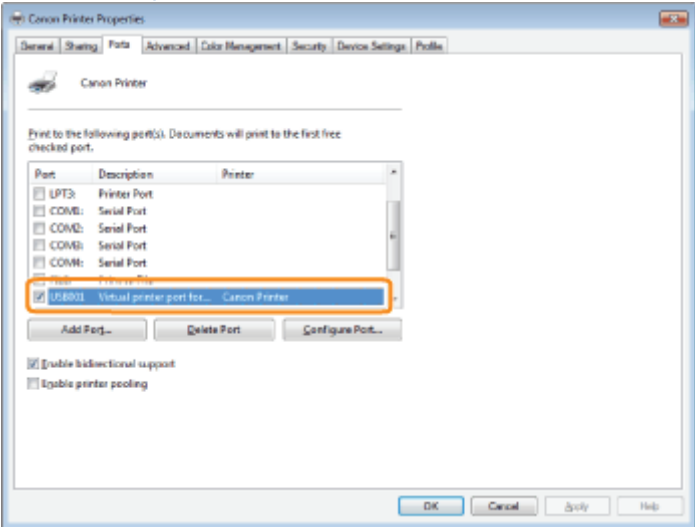 Canon Printer Properties
General Sharing Ports Advanced Color Management Security Device Settings Profile
Canon Printer
Print to the following port(s). Documents will print to the first free
checked port.
Port Description Printer
LPT3: Printer Port
COM1: Serial Port
COM2: Serial Port
COM3: Serial Port
COM4: Serial Port
USB001 Virtual printer port for... Canon Printer
Add Port... Delete Port Configure Port...
Enable bidirectional support
Enable printer pooling
OK Cancel Apply Help